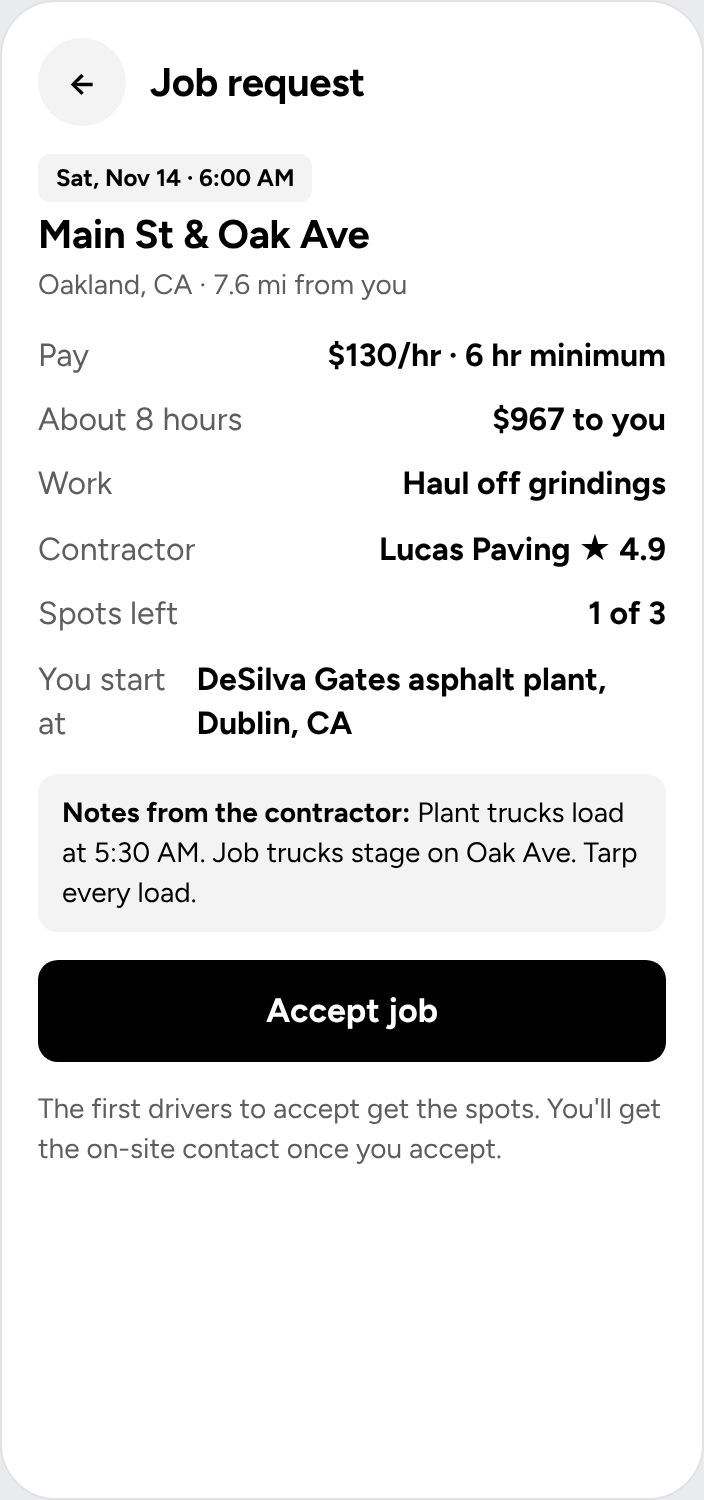 ← Job request
Sat, Nov 14 · 6:00 AM
Main St & Oak Ave
Oakland, CA · 7.6 mi from you
Pay $130/hr · 6 hr minimum
About 8 hours $967 to you
Work Haul off grindings
Contractor Lucas Paving ★ 4.9
Spots left 1 of 3
You start at DeSilva Gates asphalt plant,
Dublin, CA
Notes from the contractor: Plant trucks load
at 5:30 AM. Job trucks stage on Oak Ave. Tarp
every load.
Accept job
The first drivers to accept get the spots. You'll get
the on-site contact once you accept.